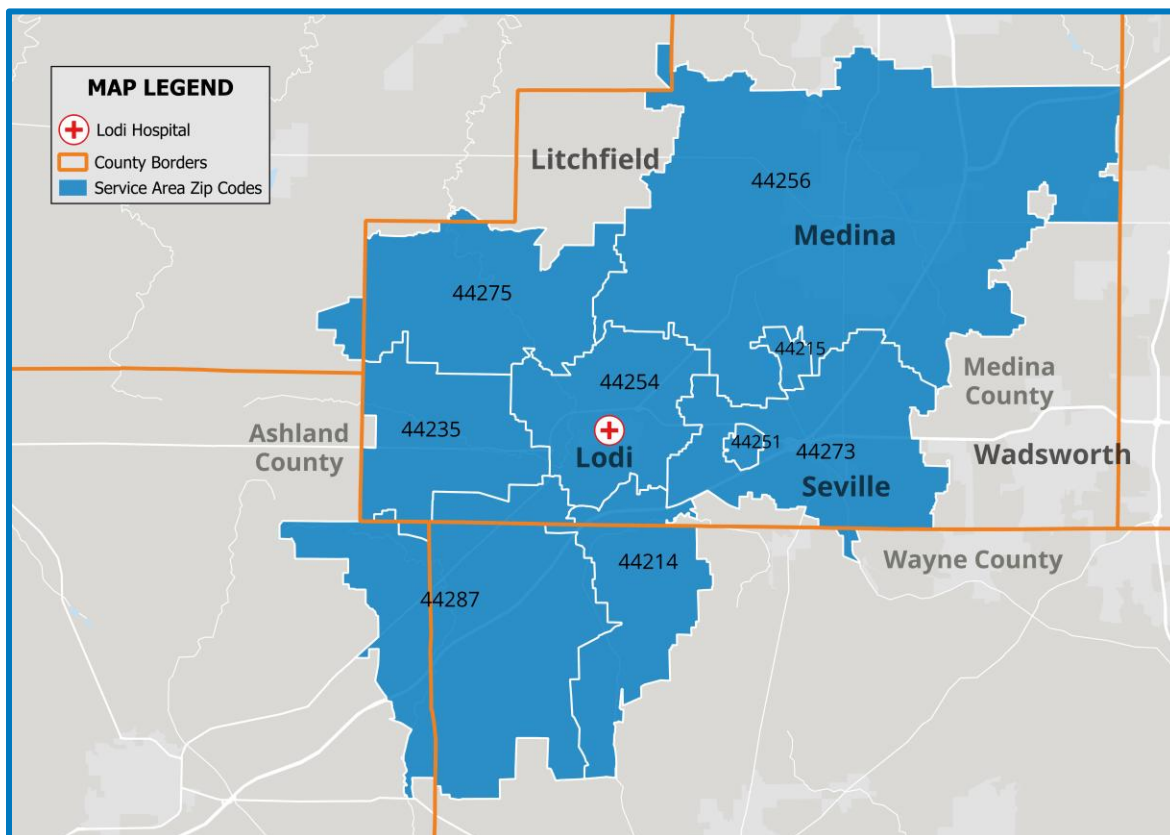 MAP LEGEND
Lodi Hospital
County Borders
Service Area Zip Codes
Litchfield
44256
Medina
44275
44215
44254
Medina
County
Ashland
County
44235
44251
44273
Wadsworth
Lodi
Seville
44214
Wayne County
44287